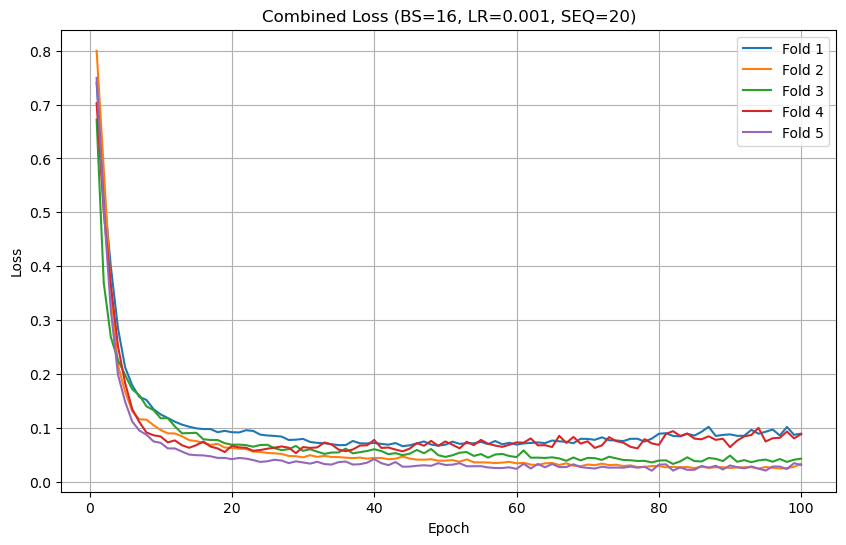 Combined Loss (BS=16, LR=0.001, SEQ=20)
Fold 1
Fold 2
Fold 3
Fold 4
Fold 5
Loss
0.8
0.7
0.6
0.5
0.4
0.3
0.2
0.1
0.0
0 20 40 60 80 100
Epoch